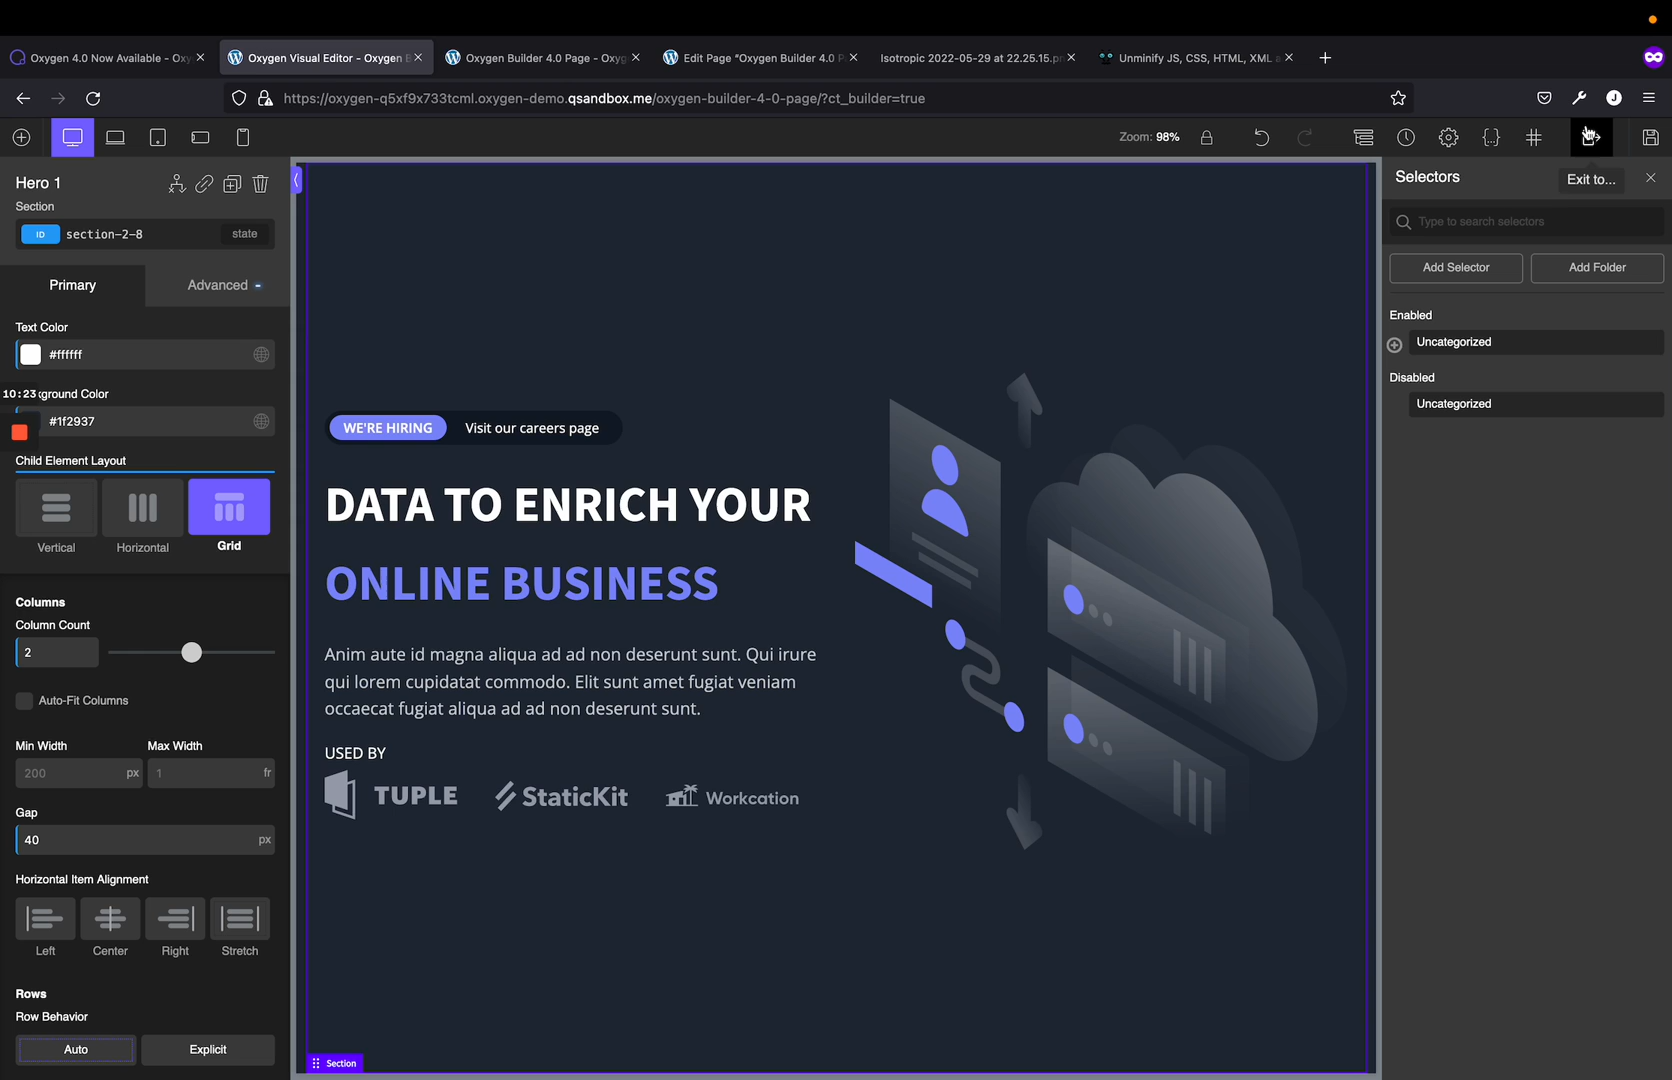 Oxygen 4.0 Now Available - Oxy
Oxygen Visual Editor - Oxygen B
Oxygen Builder 4.0 Page - Oxyg
Edit Page “Oxygen Builder 4.0 P
Isotropic 2022-05-29 at 22.25.15.pn
Unminify JS, CSS, HTML, XML a
https://oxygen-q5xf9x733tcml.oxygen-demo.qsandbox.me/oxygen-builder-4-0-page/?ct_builder=true
J
Zoom: 98%
Hero 1
Section
ID section-2-8 state
Primary
Advanced
Text Color
#ffffff
10:23
ground Color
#1f2937
Child Element Layout
Vertical
Horizontal
Grid
Columns
Column Count
2
Auto-Fit Columns
Min Width
Max Width
200 px
1 fr
Gap
40 px
Horizontal Item Alignment
Left
Center
Right
Stretch
Rows
Row Behavior
Auto
Explicit
WE'RE HIRING Visit our careers page
DATA TO ENRICH YOUR
ONLINE BUSINESS
Anim aute id magna aliqua ad ad non deserunt sunt. Qui irure
qui lorem cupidatat commodo. Elit sunt amet fugiat veniam
occaecat fugiat aliqua ad ad non deserunt sunt.
USED BY
TUPLE
StaticKit
Workcation
Section
Selectors
Exit to...
Type to search selectors
Add Selector
Add Folder
Enabled
Uncategorized
Disabled
Uncategorized